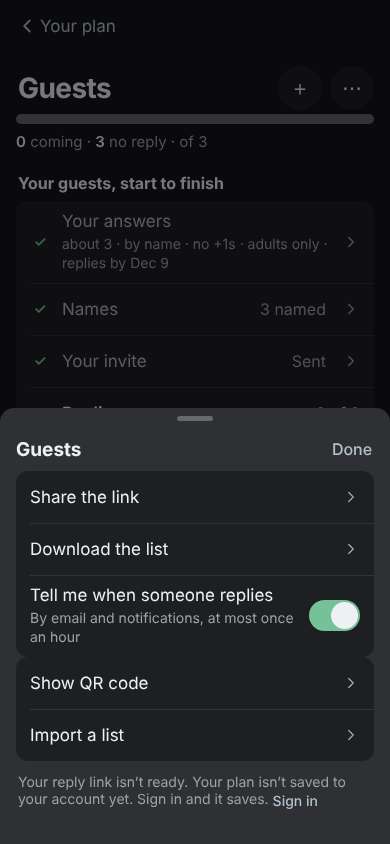 Your plan
Guests
0 coming · 3 no reply · of 3
Your guests, start to finish
Your answers
about 3 · by name · no +1s · adults only ·
replies by Dec 9
Names 3 named
Your invite Sent
Guests Done
Share the link
Download the list
Tell me when someone replies
By email and notifications, at most once
an hour
Show QR code
Import a list
Your reply link isn’t ready. Your plan isn’t saved to
your account yet. Sign in and it saves. Sign in